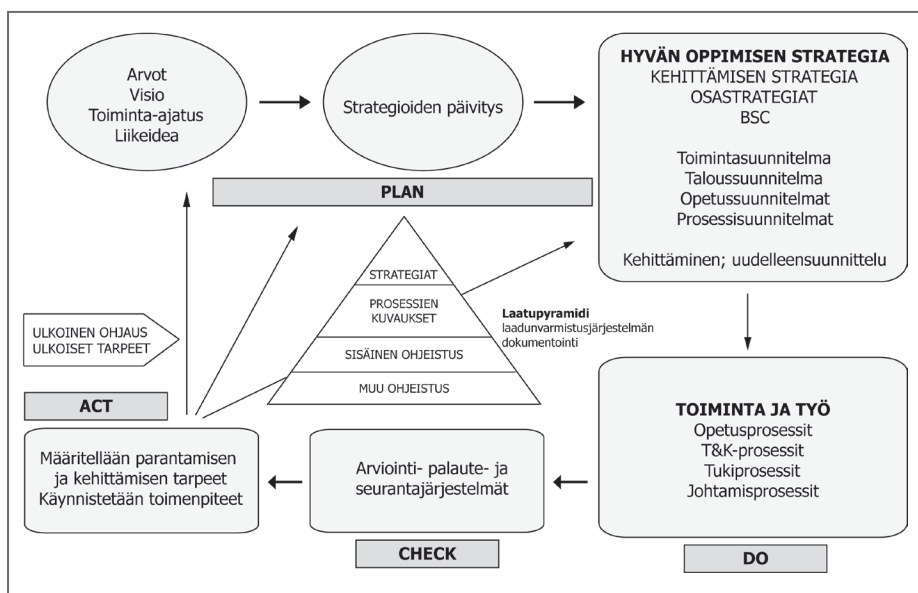 Arvot
Visio
Toiminta-ajatus
Liikeidea
Strategioiden päivitys
HYVÄN OPPIMISEN STRATEGIA
KEHITTÄMISEN STRATEGIA
OSASTRATEGIAT
BSC
Toimintasuunnitelma
Taloussuunnitelma
Opetussuunnitelmat
Prosessisuunnitelmat
Kehittäminen; uudelleensuunnittelu
PLAN
STRATEGIAT
PROSESSIEN
KUVAUKSET
SISÄINEN OHJEISTUS
MUU OHJEISTUS
Laatupyramidi
laadunvarmistusjärjestelmän
dokumentointi
ULKOINEN OHJAUS
ULKOISET TARPEET
ACT
Määritellään parantamisen
ja kehittämisen tarpeet
Käynnistetään toimenpiteet
Arviointi- palaute- ja
seurantajärjestelmät
CHECK
TOIMINTA JA TYÖ
Opetusprosessit
T&K-prosessit
Tukiprosessit
Johtamisprosessit
DO